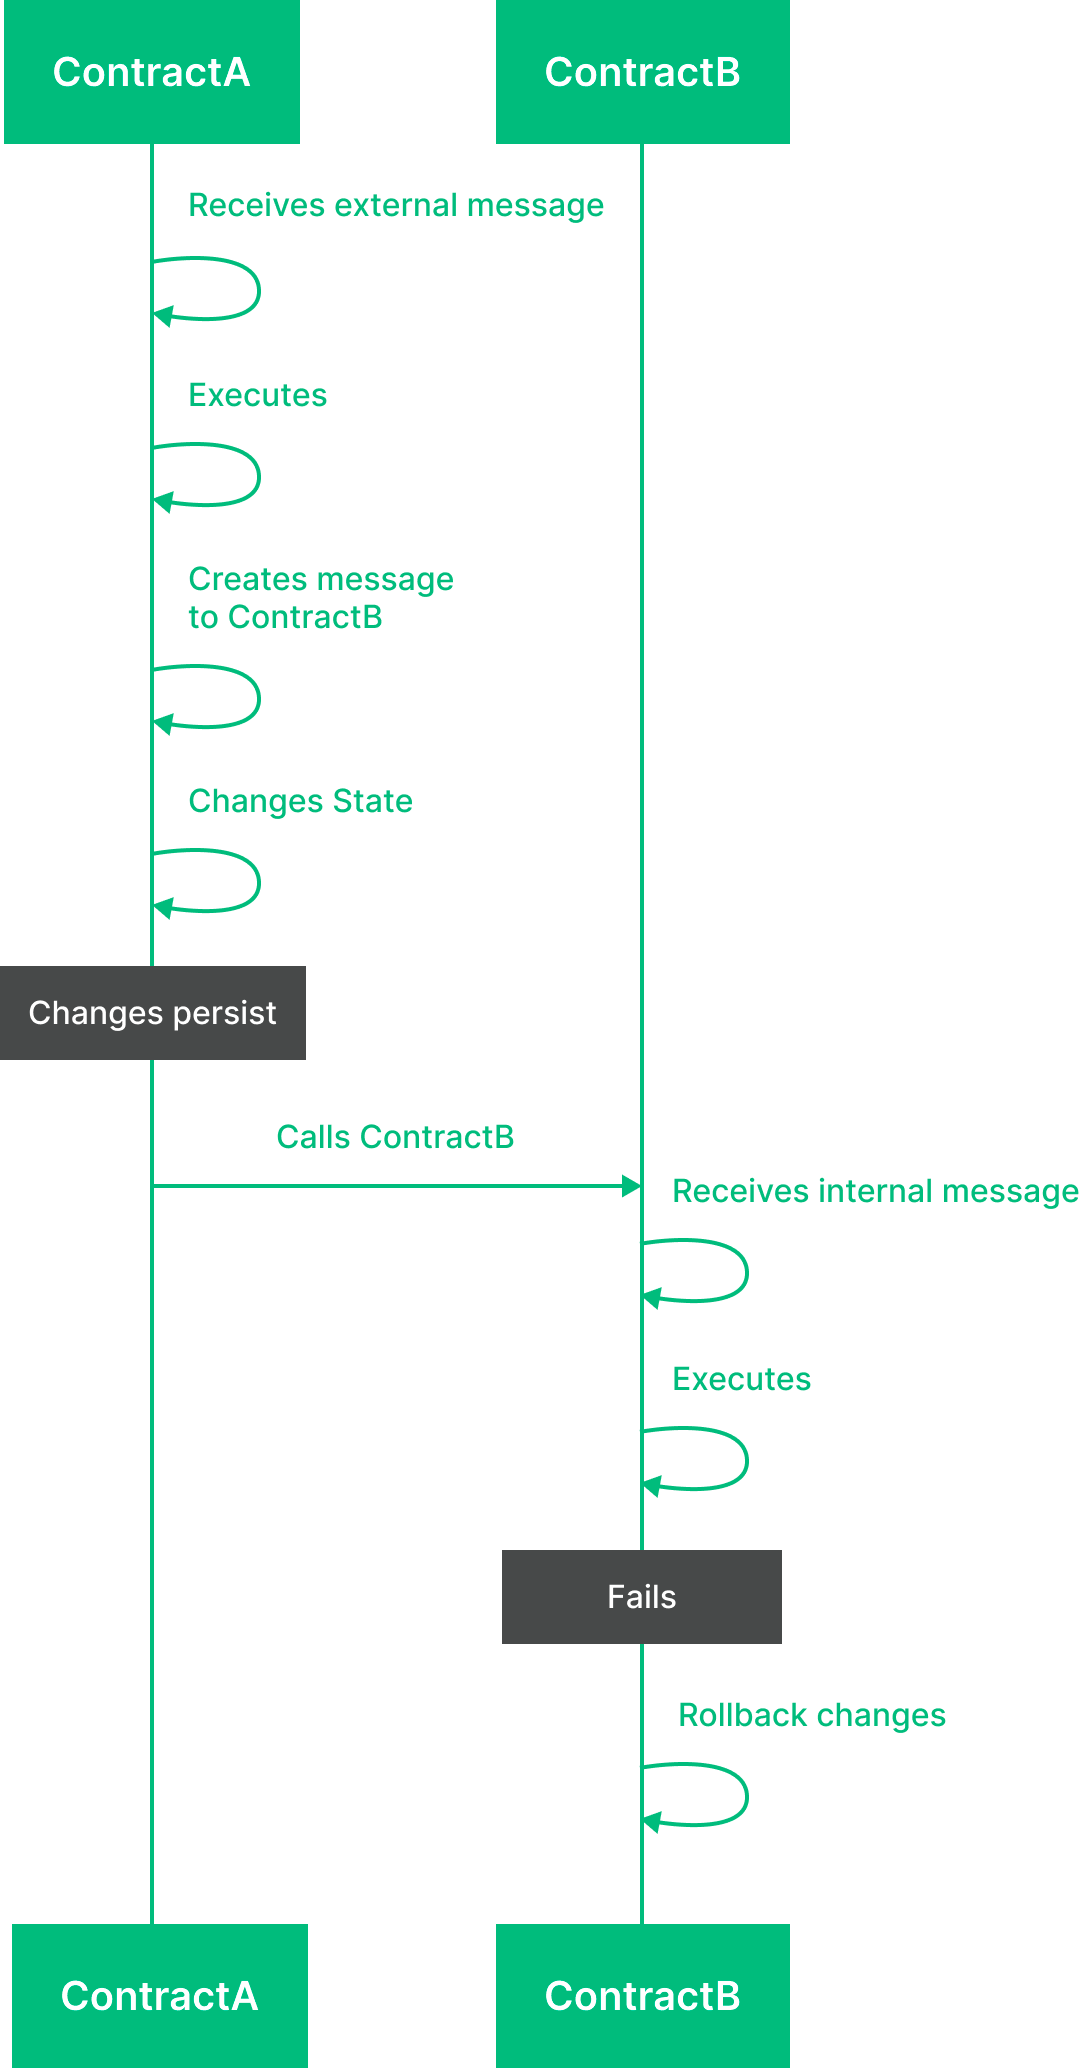 ContractA
ContractB
Receives external message
Executes
Creates message
to ContractB
Changes State
Changes persist
Calls ContractB
Receives internal message
Executes
Fails
Rollback changes
ContractA
ContractB